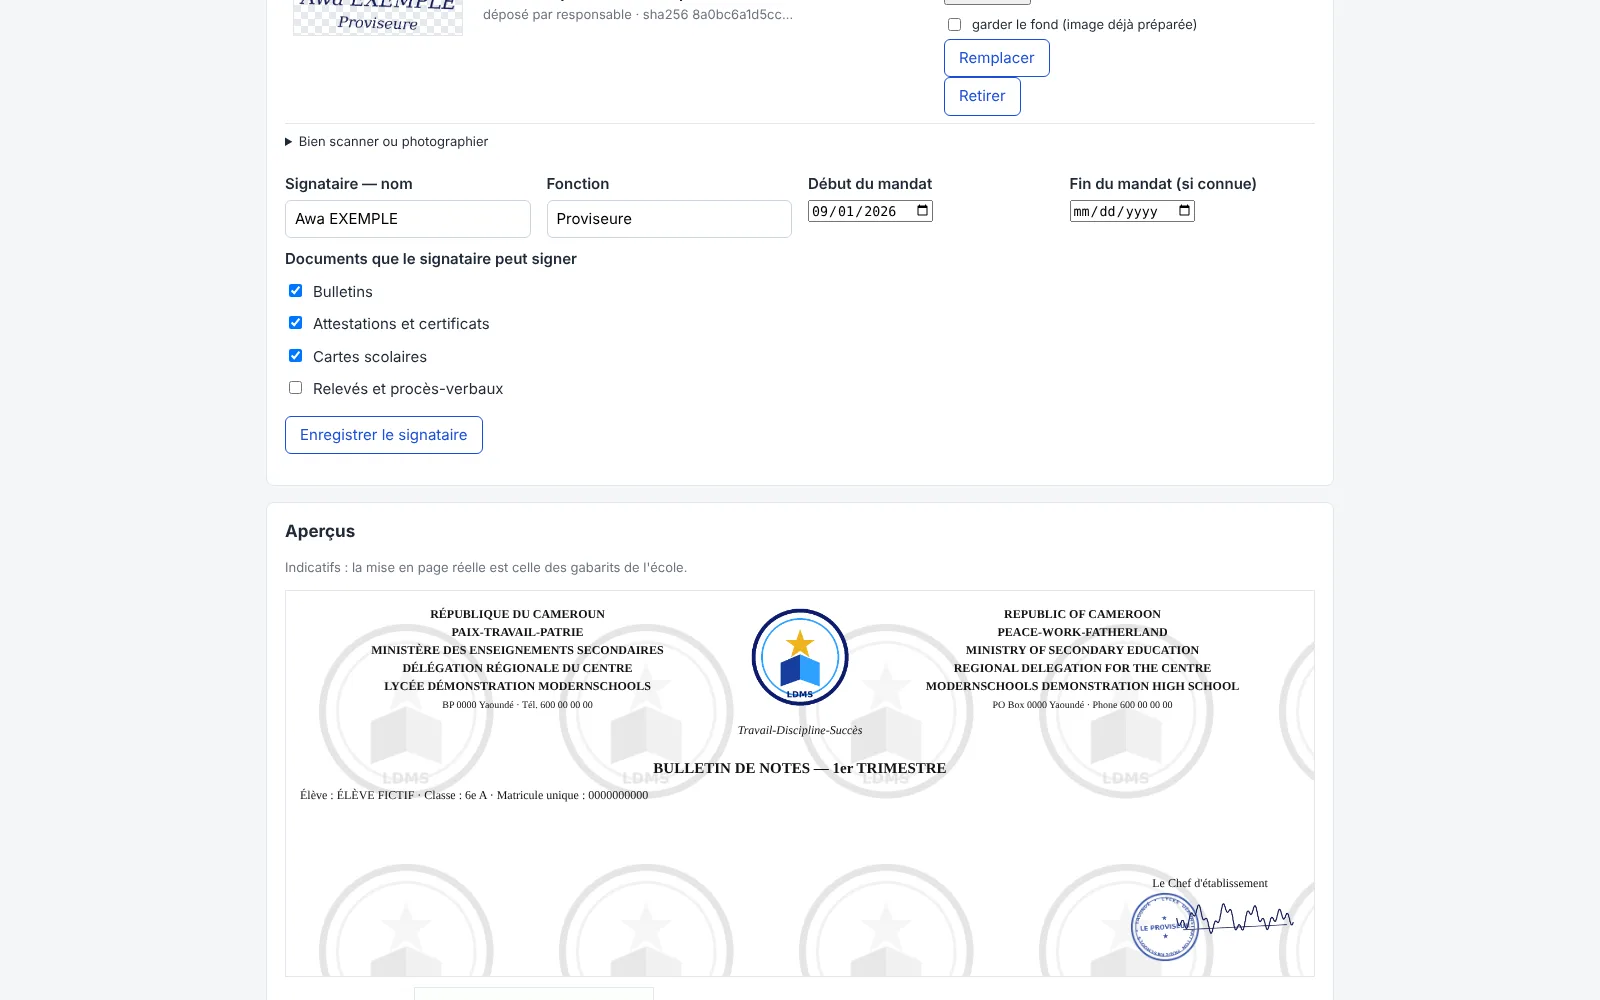 Awa EXEMPLE
Proviseure
déposé par responsable · sha256 8a0bc6a1d5cc…
garder le fond (image déjà préparée)
Remplacer
Retirer
Bien scanner ou photographier
Signataire — nom
Fonction
Début du mandat
Fin du mandat (si connue)
Awa EXEMPLE
Proviseure
09/01/2026
mm/dd/yyyy
Documents que le signataire peut signer
Bulletins
Attestations et certificats
Cartes scolaires
Relevés et procès-verbaux
Enregistrer le signataire
Aperçus
Indicatifs : la mise en page réelle est celle des gabarits de l'école.
RÉPUBLIQUE DU CAMEROUN
PAIX-TRAVAIL-PATRIE
MINISTÈRE DES ENSEIGNEMENTS SECONDAIRES
DÉLÉGATION RÉGIONALE DU CENTRE
LYCÉE DÉMONSTRATION MODERNSCHOOLS
BP 0000 Yaoundé · Tél. 600 00 00 00
LDMS
Travail-Discipline-Succès
REPUBLIC OF CAMEROON
PEACE-WORK-FATHERLAND
MINISTRY OF SECONDARY EDUCATION
REGIONAL DELEGATION FOR THE CENTRE
MODERNSCHOOLS DEMONSTRATION HIGH SCHOOL
PO Box 0000 Yaoundé · Phone 600 00 00 00
LDMS
LDMS
LDMS
LDMS
BULLETIN DE NOTES — 1er TRIMESTRE
Élève : ÉLÈVE FICTIF · Classe : 6e A · Matricule unique : 0000000000
Le Chef d'établissement
LE PROVISEUR